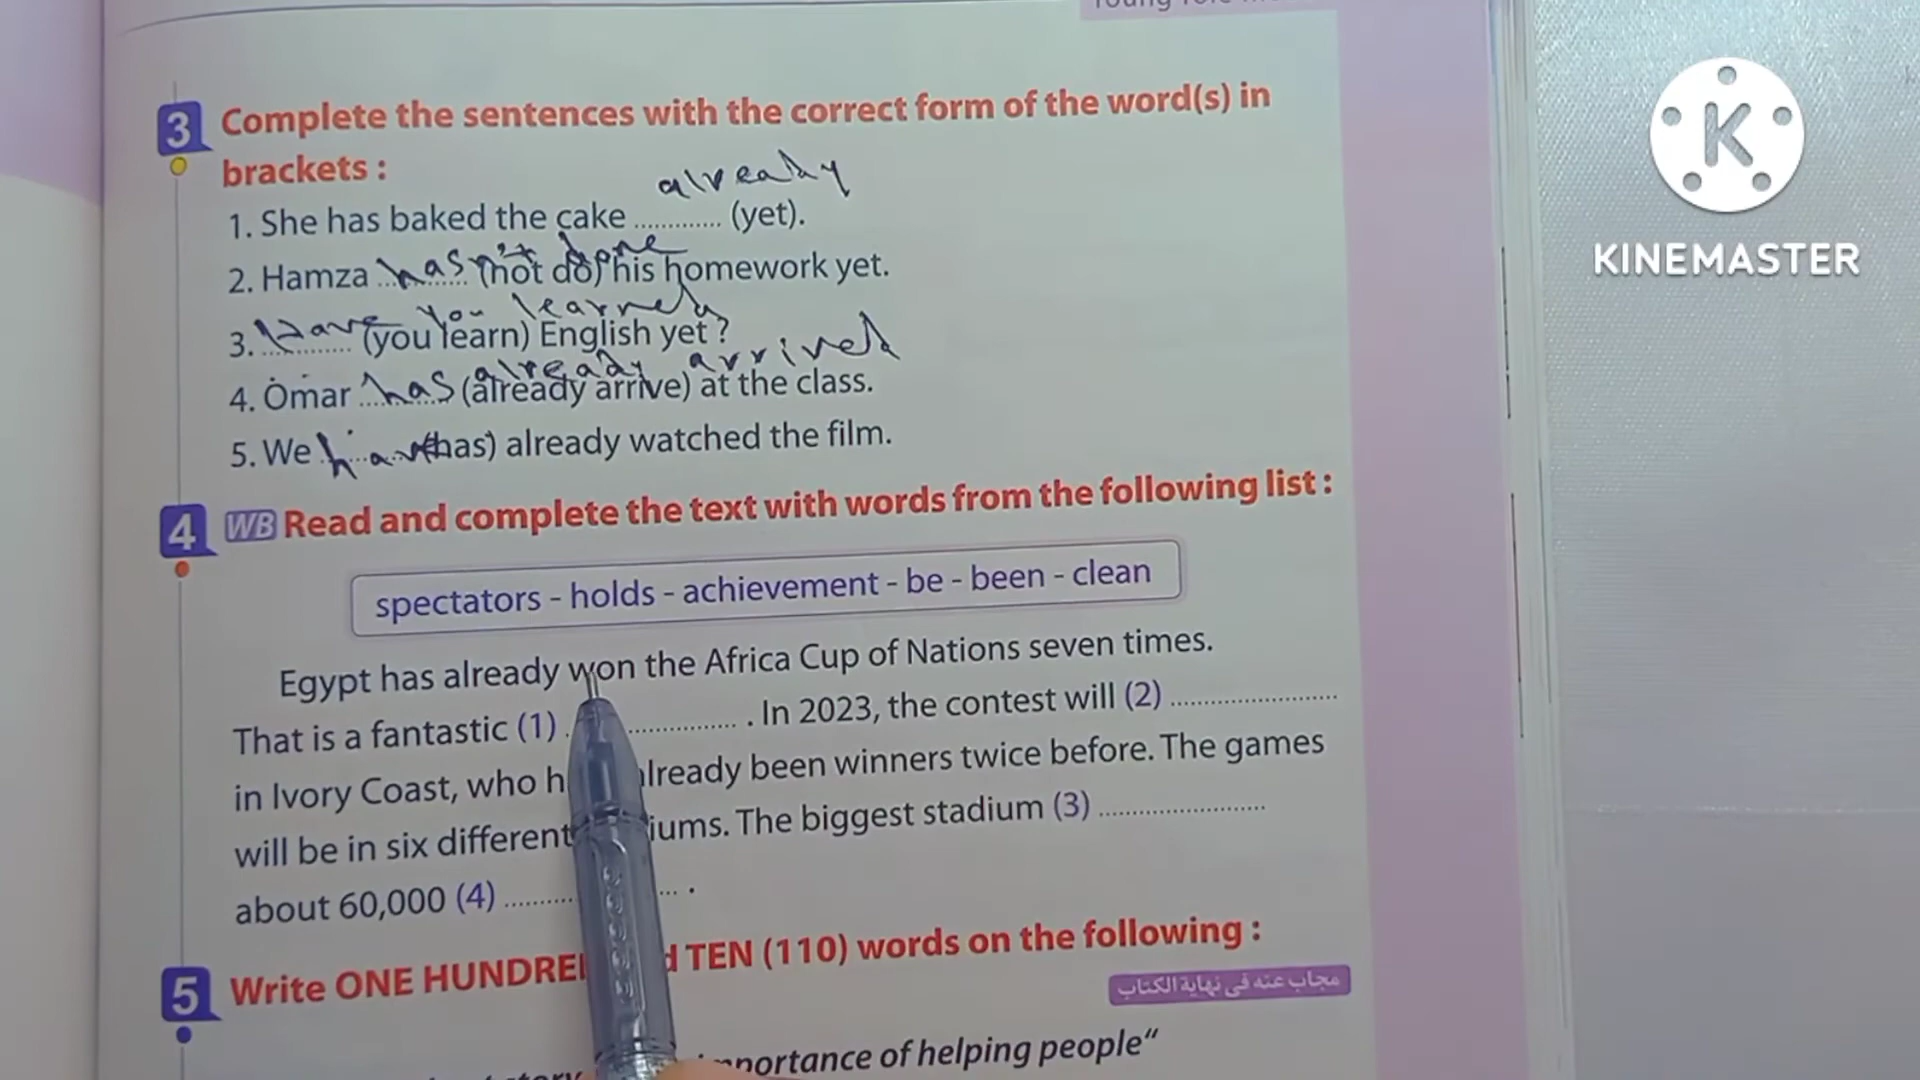 3 Complete the sentences with the correct form of the word(s) in
brackets :
already
1. She has baked the cake ............ (yet).
hasn't done
2. Hamza ............ (not do) his homework yet.
Have you learned
3. ............ (you learn) English yet ?
has already arrived
4. Omar ............ (already arrive) at the class.
5. We ............ (has) already watched the film.
4 WB Read and complete the text with words from the following list :
spectators - holds - achievement - be - been - clean
Egypt has already won the Africa Cup of Nations seven times.
That is a fantastic (1) .................. . In 2023, the contest will (2) ..................
in Ivory Coast, who already been winners twice before. The games
will be in six different iums. The biggest stadium (3) ..................
about 60,000 (4) .................. .
5 Write ONE HUNDRE d TEN (110) words on the following :
مجاب عنه فى نهاية الكتاب
mportance of helping people"
K
KINEMASTER